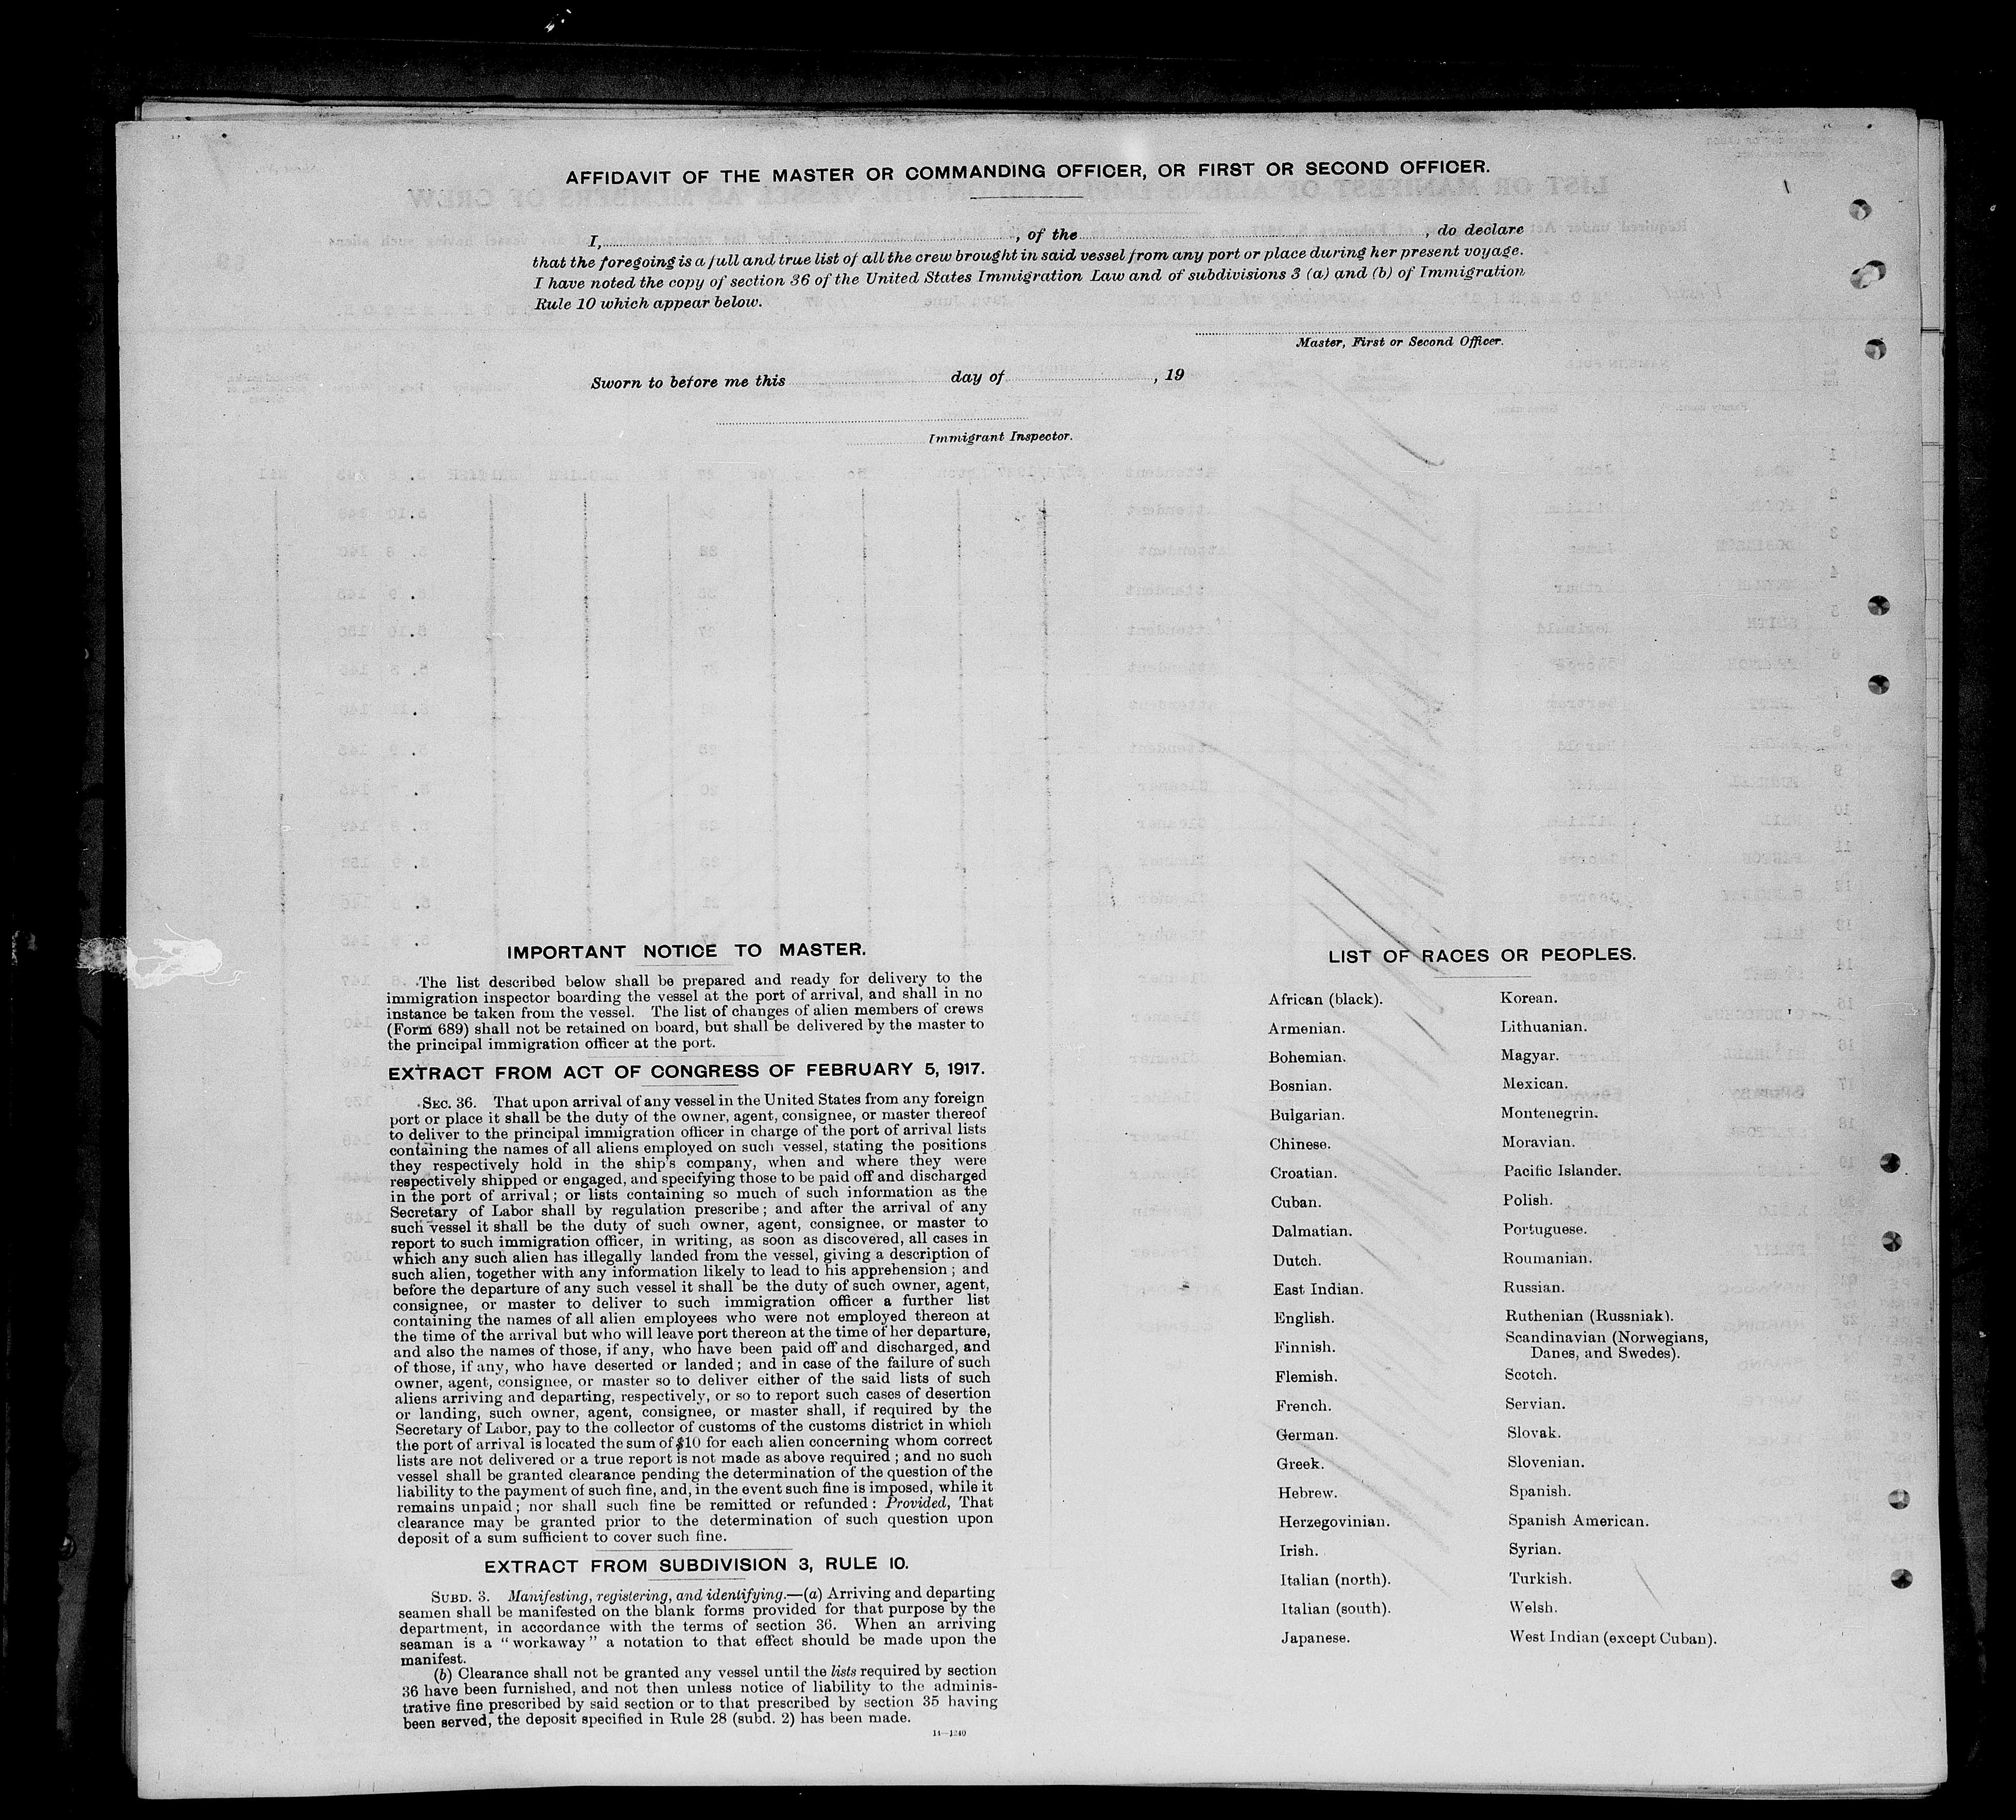 AFFIDAVIT OF THE MASTER OR COMMANDING OFFICER, OR FIRST OR SECOND OFFICER.
I, , of the , do declare
that the foregoing is a full and true list of all the crew brought in said vessel from any port or place during her present voyage.
I have noted the copy of section 36 of the United States Immigration Law and of subdivisions 3 (a) and (b) of Immigration
Rule 10 which appear below.
Master, First or Second Officer.
Sworn to before me this day of , 19
Immigrant Inspector.
IMPORTANT NOTICE TO MASTER.
The list described below shall be prepared and ready for delivery to the
immigration inspector boarding the vessel at the port of arrival, and shall in no
instance be taken from the vessel. The list of changes of alien members of crews
(Form 689) shall not be retained on board, but shall be delivered by the master to
the principal immigration officer at the port.
EXTRACT FROM ACT OF CONGRESS OF FEBRUARY 5, 1917.
SEC. 36. That upon arrival of any vessel in the United States from any foreign
port or place it shall be the duty of the owner, agent, consignee, or master thereof
to deliver to the principal immigration officer in charge of the port of arrival lists
containing the names of all aliens employed on such vessel, stating the positions
they respectively hold in the ship's company, when and where they were
respectively shipped or engaged, and specifying those to be paid off and discharged
in the port of arrival; or lists containing so much of such information as the
Secretary of Labor shall by regulation prescribe; and after the arrival of any
such vessel it shall be the duty of such owner, agent, consignee, or master to
report to such immigration officer, in writing, as soon as discovered, all cases in
which any such alien has illegally landed from the vessel, giving a description of
such alien, together with any information likely to lead to his apprehension; and
before the departure of any such vessel it shall be the duty of such owner, agent,
consignee, or master to deliver to such immigration officer a further list
containing the names of all alien employees who were not employed thereon at
the time of the arrival but who will leave port thereon at the time of her departure,
and also the names of those, if any, who have been paid off and discharged, and
of those, if any, who have deserted or landed; and in case of the failure of such
owner, agent, consignee, or master so to deliver either of the said lists of such
aliens arriving and departing, respectively, or so to report such cases of desertion
or landing, such owner, agent, consignee, or master shall, if required by the
Secretary of Labor, pay to the collector of customs of the customs district in which
the port of arrival is located the sum of $10 for each alien concerning whom correct
lists are not delivered or a true report is not made as above required; and no such
vessel shall be granted clearance pending the determination of the question of the
liability to the payment of such fine, and, in the event such fine is imposed, while it
remains unpaid; nor shall such fine be remitted or refunded: Provided, That
clearance may be granted prior to the determination of such question upon
deposit of a sum sufficient to cover such fine.
EXTRACT FROM SUBDIVISION 3, RULE 10.
SUBD. 3. Manifesting, registering, and identifying.—(a) Arriving and departing
seamen shall be manifested on the blank forms provided for that purpose by the
department, in accordance with the terms of section 36. When an arriving
seaman is a "workaway" a notation to that effect should be made upon the
manifest.
(b) Clearance shall not be granted any vessel until the lists required by section
36 have been furnished, and not then unless notice of liability to the adminis-
trative fine prescribed by said section or to that prescribed by section 35 having
been served, the deposit specified in Rule 28 (subd. 2) has been made.
14—1240
LIST OF RACES OR PEOPLES.
African (black).
Armenian.
Bohemian.
Bosnian.
Bulgarian.
Chinese.
Croatian.
Cuban.
Dalmatian.
Dutch.
East Indian.
English.
Finnish.
Flemish.
French.
German.
Greek.
Hebrew.
Herzegovinian.
Irish.
Italian (north).
Italian (south).
Japanese.
Korean.
Lithuanian.
Magyar.
Mexican.
Montenegrin.
Moravian.
Pacific Islander.
Polish.
Portuguese.
Roumanian.
Russian.
Ruthenian (Russniak).
Scandinavian (Norwegians,
Danes, and Swedes).
Scotch.
Servian.
Slovak.
Slovenian.
Spanish.
Spanish American.
Syrian.
Turkish.
Welsh.
West Indian (except Cuban).